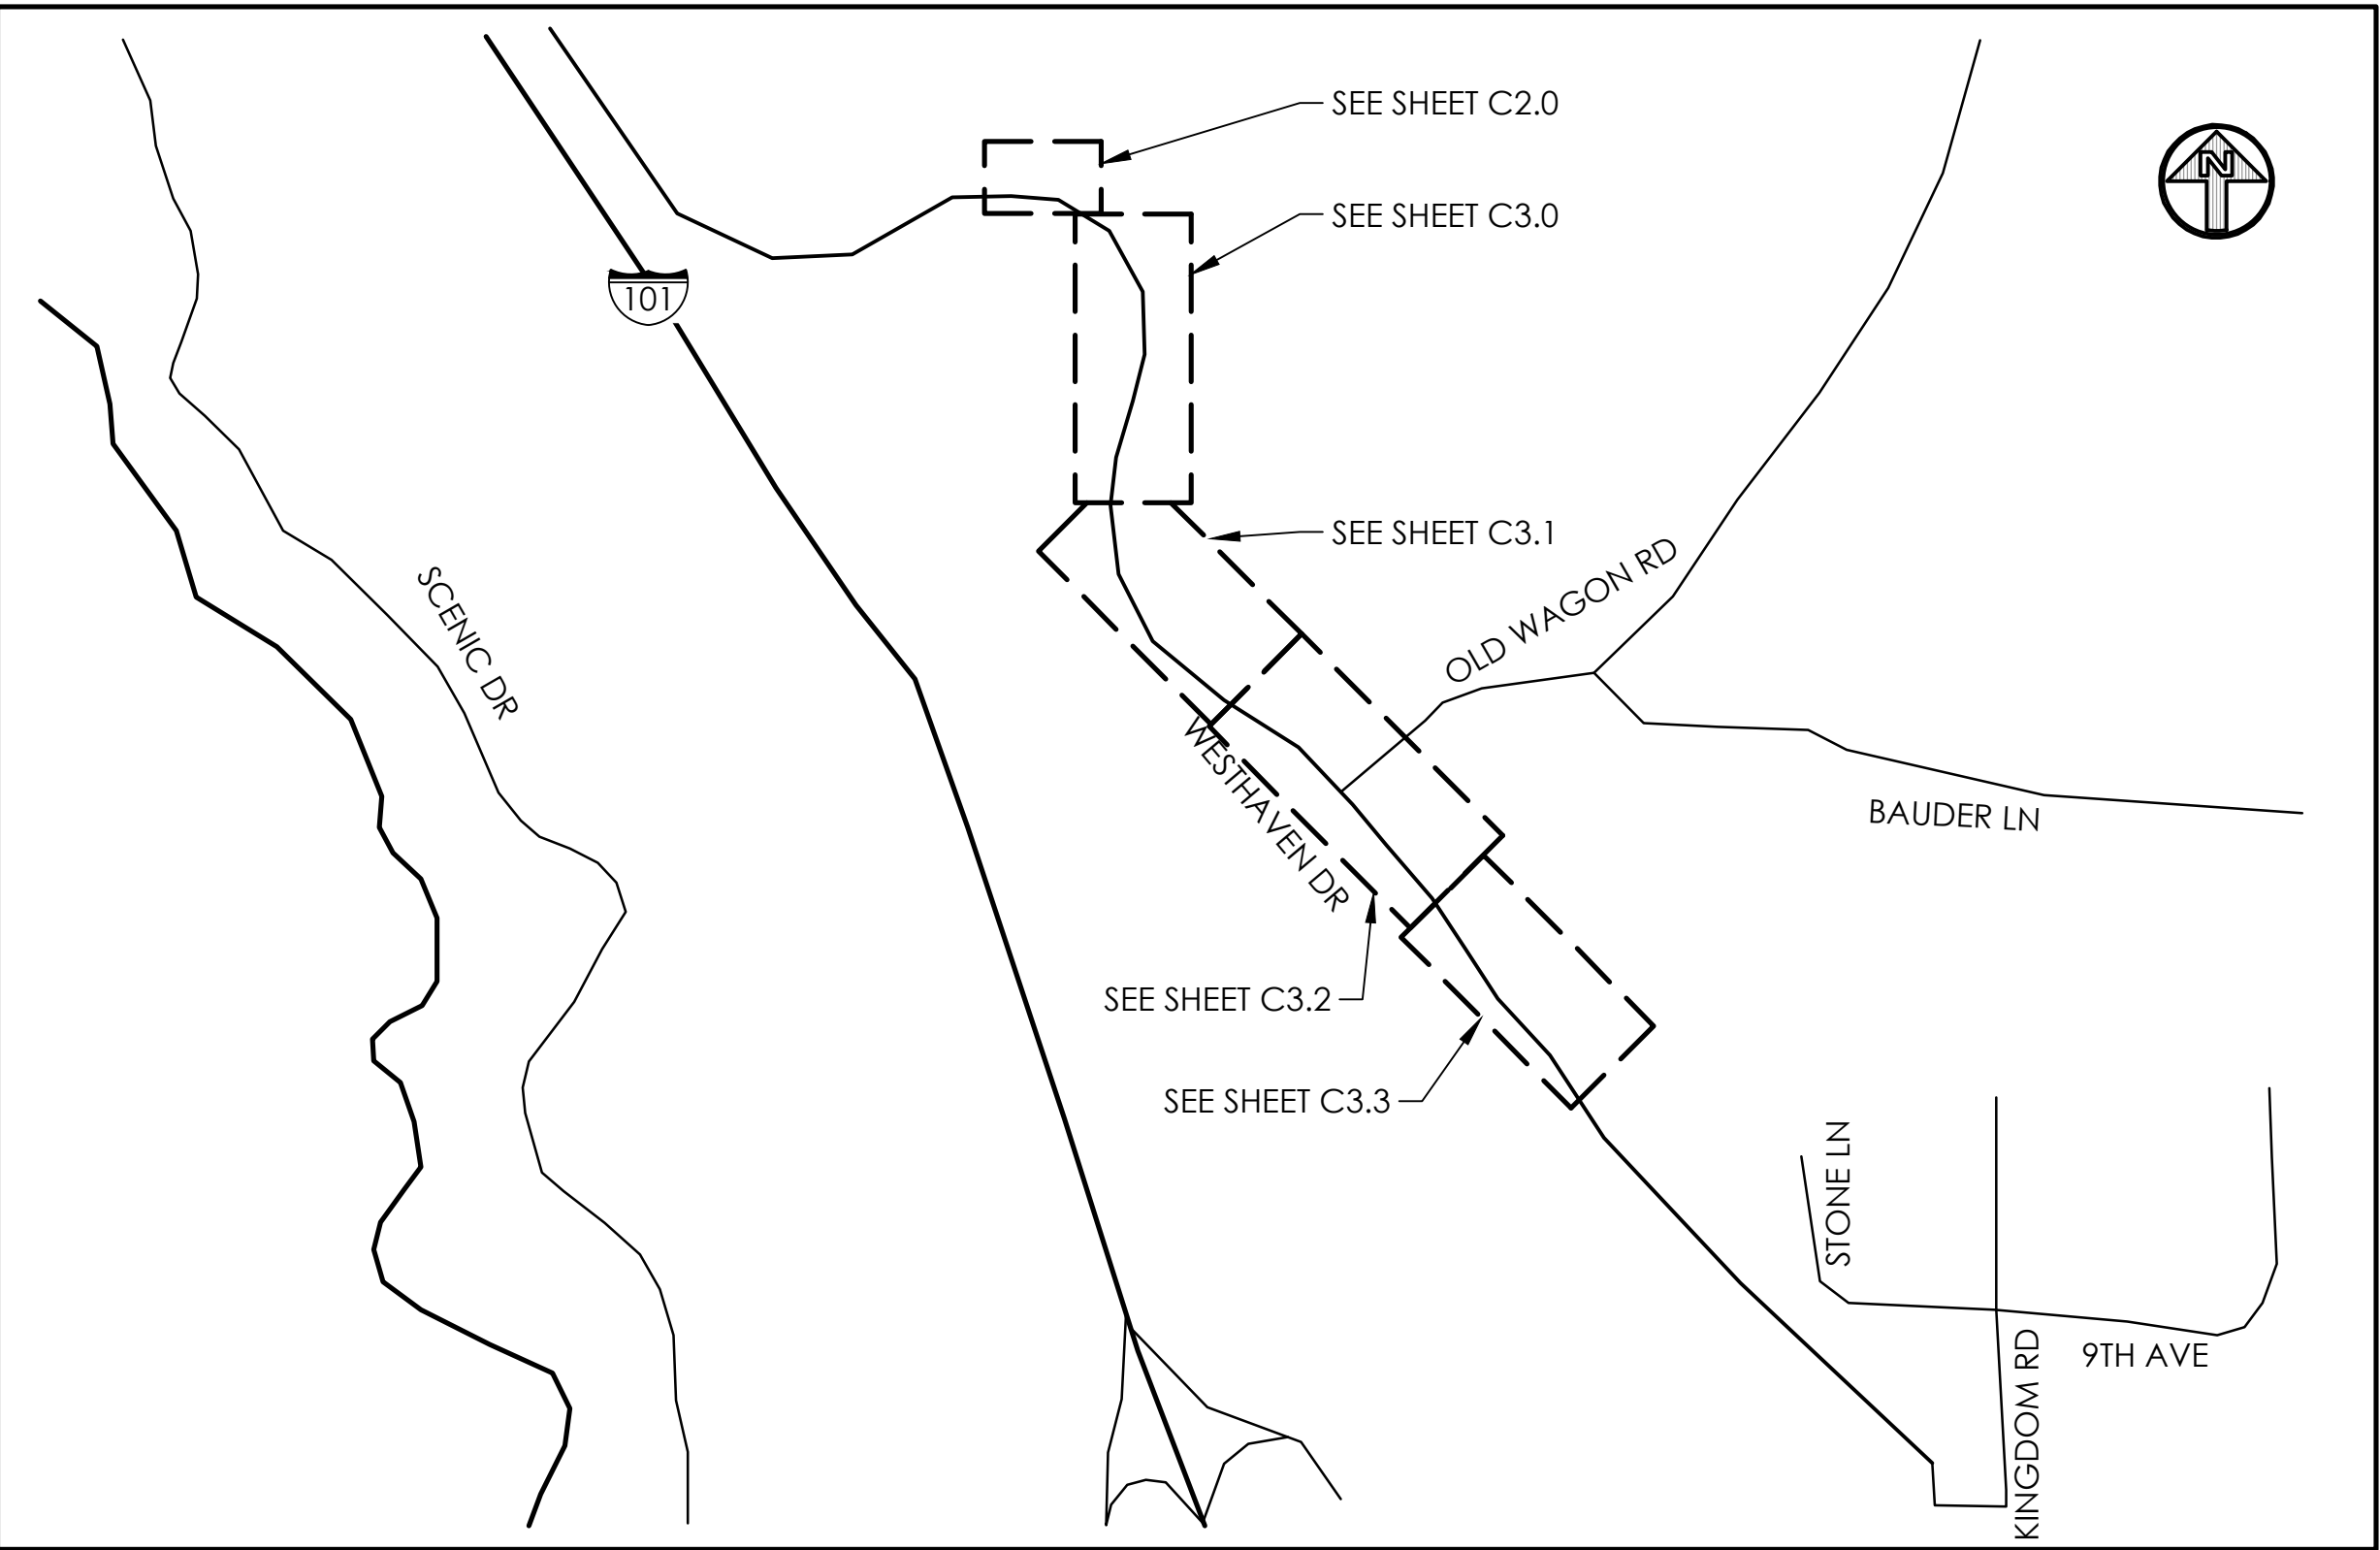 SEE SHEET C2.0
N
SEE SHEET C3.0
101
SEE SHEET C3.1
OLD WAGON RD
SCENIC DR
WESTHAVEN DR
BAUDER LN
SEE SHEET C3.2
SEE SHEET C3.3
STONE LN
9TH AVE
KINGDOM RD